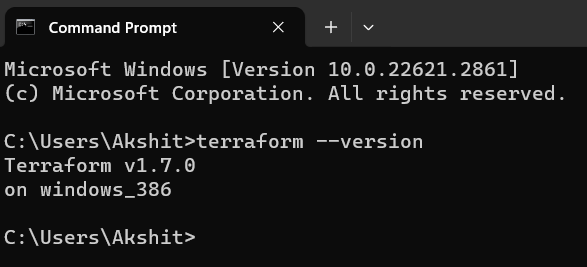 Command Prompt
Microsoft Windows [Version 10.0.22621.2861]
(c) Microsoft Corporation. All rights reserved.
C:\Users\Akshit>terraform --version
Terraform v1.7.0
on windows_386
C:\Users\Akshit>